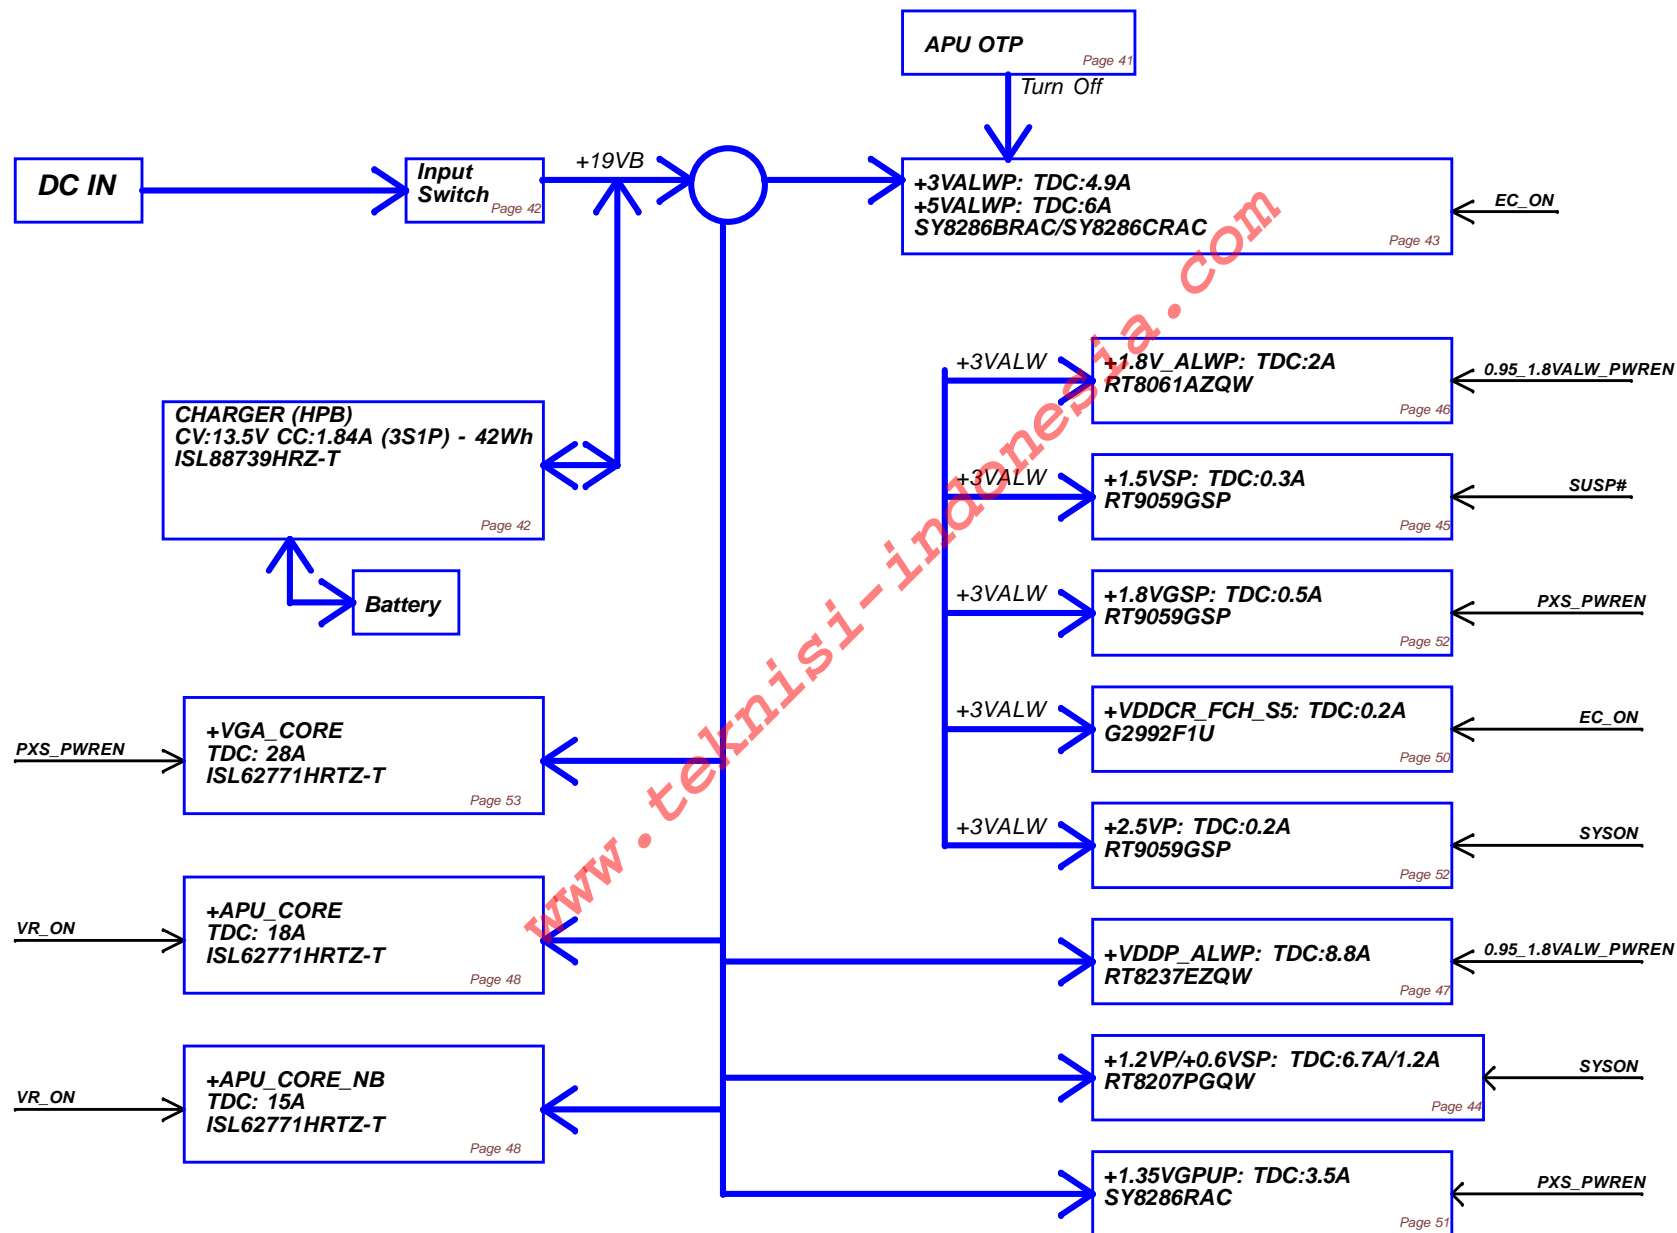 APU OTP
Page 41
Turn Off
DC IN
Input
Switch
Page 42
+19VB
+3VALWP: TDC:4.9A
+5VALWP: TDC:6A
SY8286BRAC/SY8286CRAC
Page 43
EC_ON
CHARGER (HPB)
CV:13.5V CC:1.84A (3S1P) - 42Wh
ISL88739HRZ-T
Page 42
Battery
+3VALW
+1.8V_ALWP: TDC:2A
RT8061AZQW
Page 46
0.95_1.8VALW_PWREN
+3VALW
+1.5VSP: TDC:0.3A
RT9059GSP
Page 45
SUSP#
+3VALW
+1.8VGSP: TDC:0.5A
RT9059GSP
Page 52
PXS_PWREN
+3VALW
+VDDCR_FCH_S5: TDC:0.2A
G2992F1U
Page 50
EC_ON
+3VALW
+2.5VP: TDC:0.2A
RT9059GSP
Page 52
SYSON
PXS_PWREN
+VGA_CORE
TDC: 28A
ISL62771HRTZ-T
Page 53
VR_ON
+APU_CORE
TDC: 18A
ISL62771HRTZ-T
Page 48
VR_ON
+APU_CORE_NB
TDC: 15A
ISL62771HRTZ-T
Page 48
+VDDP_ALWP: TDC:8.8A
RT8237EZQW
Page 47
0.95_1.8VALW_PWREN
+1.2VP/+0.6VSP: TDC:6.7A/1.2A
RT8207PGQW
Page 44
SYSON
+1.35VGPUP: TDC:3.5A
SY8286RAC
Page 51
PXS_PWREN
www.teknisi-indonesia.com